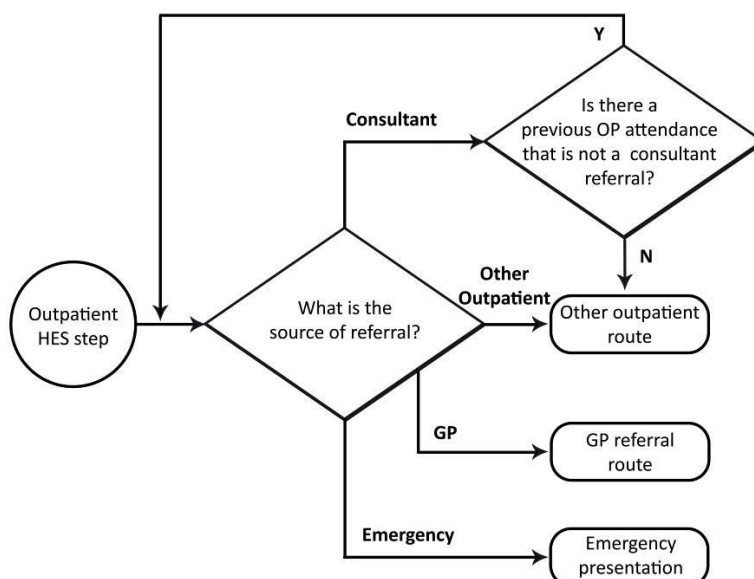 Y
Is there a
previous OP attendance
that is not a consultant
referral?
Consultant
N
Other
Outpatient
Outpatient
HES step
What is the
source of referral?
Other outpatient
route
GP
GP referral
route
Emergency
Emergency
presentation